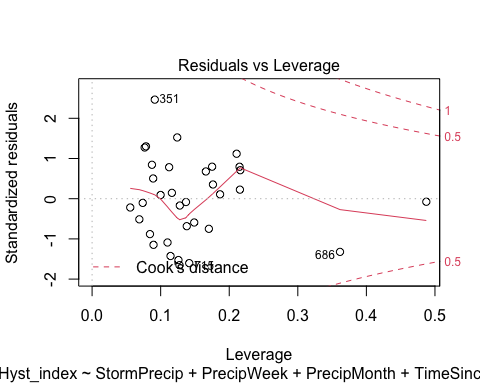 Residuals vs Leverage
Standardized residuals
2
1
0
-1
-2
351
686
715
1
0.5
0.5
Cook's distance
0.0 0.1 0.2 0.3 0.4 0.5
Leverage
Hyst_index ~ StormPrecip + PrecipWeek + PrecipMonth + TimeSinc